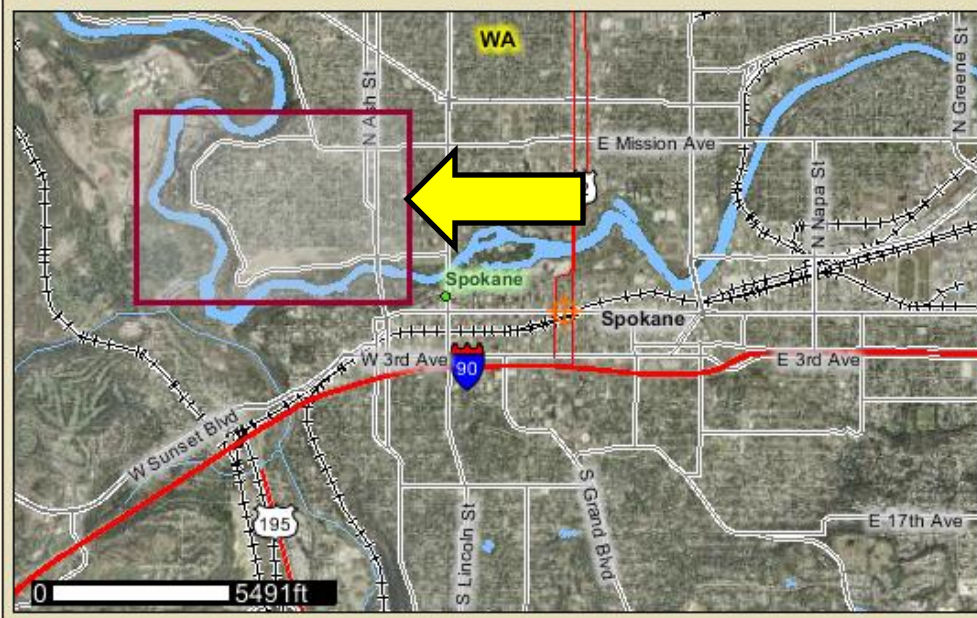 WA
N Ash St
N Greene St
E Mission Ave
N Napa St
Spokane
Spokane
W 3rd Ave
90
E 3rd Ave
W Sunset Blvd
195
S Lincoln St
S Grand Blvd
E 17th Ave
0 5491ft